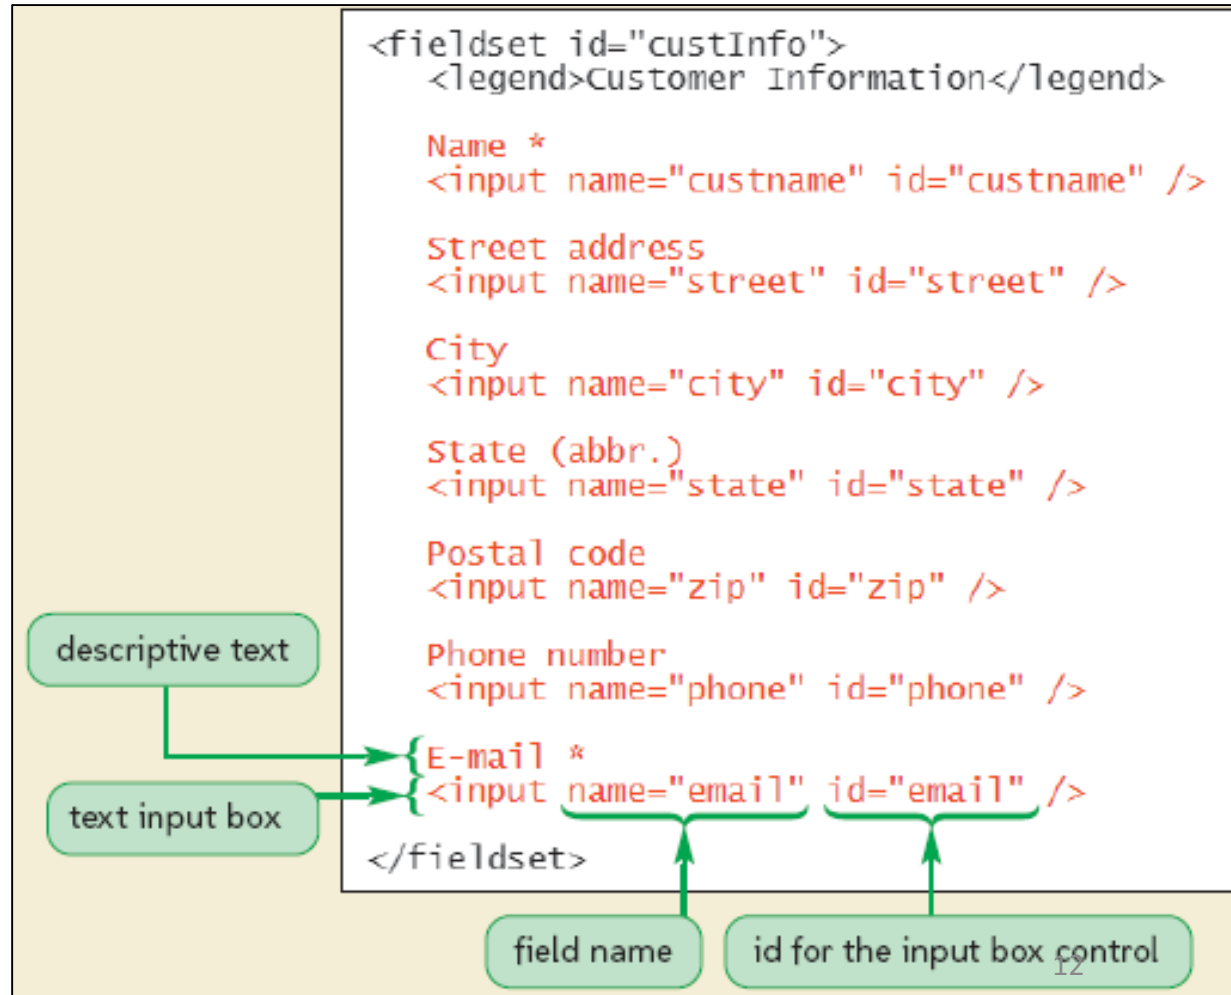 <fieldset id="custInfo">
<legend>Customer Information</legend>
Name *
<input name="custname" id="custname" />
Street address
<input name="street" id="street" />
City
<input name="city" id="city" />
State (abbr.)
<input name="state" id="state" />
Postal code
<input name="zip" id="zip" />
Phone number
<input name="phone" id="phone" />
E-mail *
<input name="email" id="email" />
</fieldset>
descriptive text
text input box
field name
id for the input box control
12